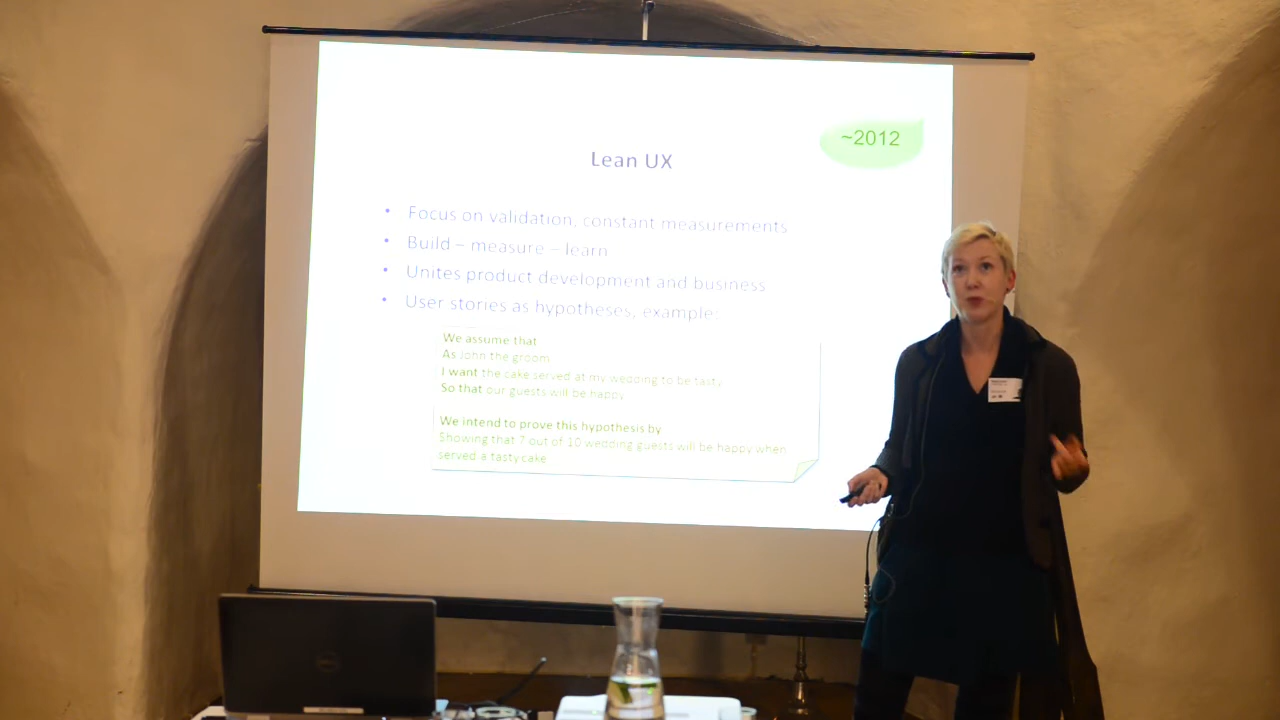 ~2012
Lean UX
• Focus on validation, constant measurements
• Build – measure – learn
• Unites product development and business
• User stories as hypotheses, example:
We assume that
As John the groom
I want the cake served at my wedding to be tasty
So that our guests will be happy
We intend to prove this hypothesis by
Showing that 7 out of 10 wedding guests will be happy when
served a tasty cake